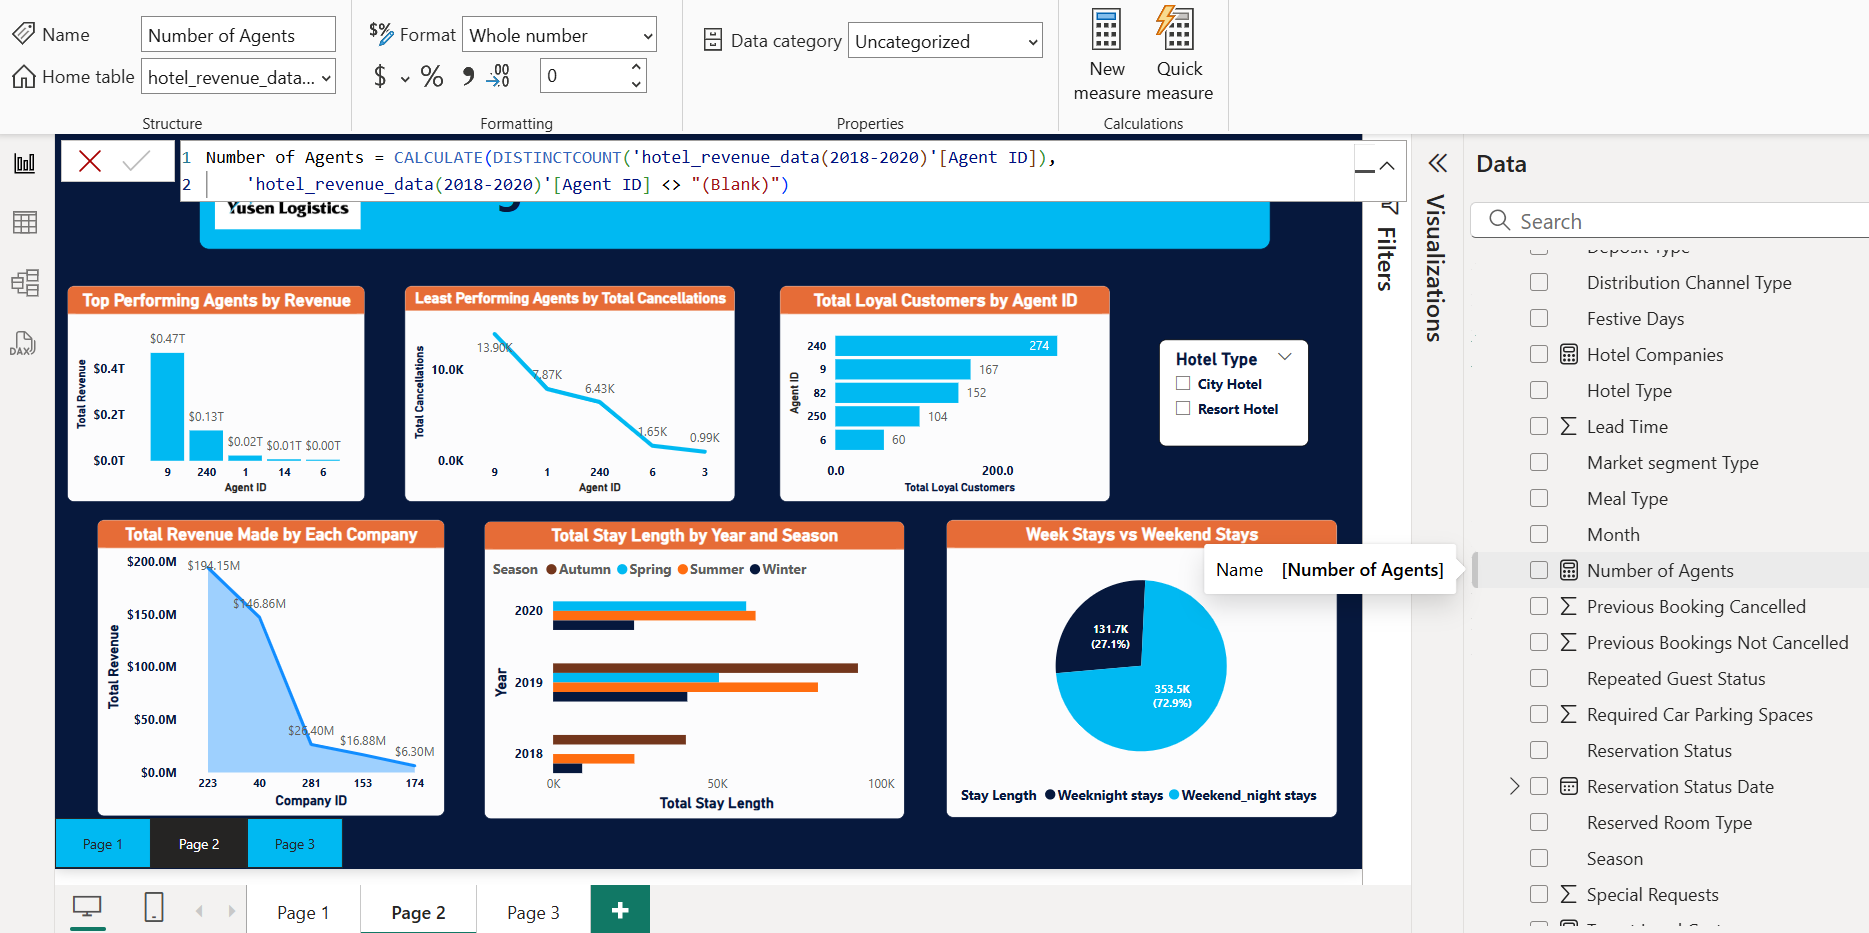 Name
Number of Agents
Home table
hotel_revenue_data...
Structure
$% Format
Whole number
$ % 9 .00
0
Formatting
Data category
Uncategorized
Properties
New measure
Quick measure
Calculations
1 Number of Agents = CALCULATE(DISTINCTCOUNT('hotel_revenue_data(2018-2020)'[Agent ID]),
2 'hotel_revenue_data(2018-2020)'[Agent ID] <> "(Blank)")
Yusen Logistics
Top Performing Agents by Revenue
Total Revenue
$0.4T
$0.2T
$0.0T
$0.47T
$0.13T
$0.02T
$0.01T
$0.00T
9 240 1 14 6
Agent ID
Least Performing Agents by Total Cancellations
Total Cancellations
10.0K
0.0K
13.90K
7.87K
6.43K
1.65K
0.99K
9 1 240 6 3
Agent ID
Total Loyal Customers by Agent ID
Agent ID
240 274
9 167
82 152
250 104
6 60
0.0 200.0
Total Loyal Customers
Hotel Type
City Hotel
Resort Hotel
Total Revenue Made by Each Company
Total Revenue
$200.0M
$150.0M
$100.0M
$50.0M
$0.0M
$194.15M
$146.86M
$26.40M
$16.88M
$6.30M
223 40 281 153 174
Company ID
Total Stay Length by Year and Season
Season Autumn Spring Summer Winter
Year
2020
2019
2018
0K 50K 100K
Total Stay Length
Week Stays vs Weekend Stays
131.7K
(27.1%)
353.5K
(72.9%)
Stay Length Weeknight stays Weekend_night stays
Name [Number of Agents]
Page 1
Page 2
Page 3
Page 1
Page 2
Page 3
DAX
Filters
Visualizations
Data
Search
Deposit Type
Distribution Channel Type
Festive Days
Hotel Companies
Hotel Type
Lead Time
Market segment Type
Meal Type
Month
Number of Agents
Previous Booking Cancelled
Previous Bookings Not Cancelled
Repeated Guest Status
Required Car Parking Spaces
Reservation Status
Reservation Status Date
Reserved Room Type
Season
Special Requests